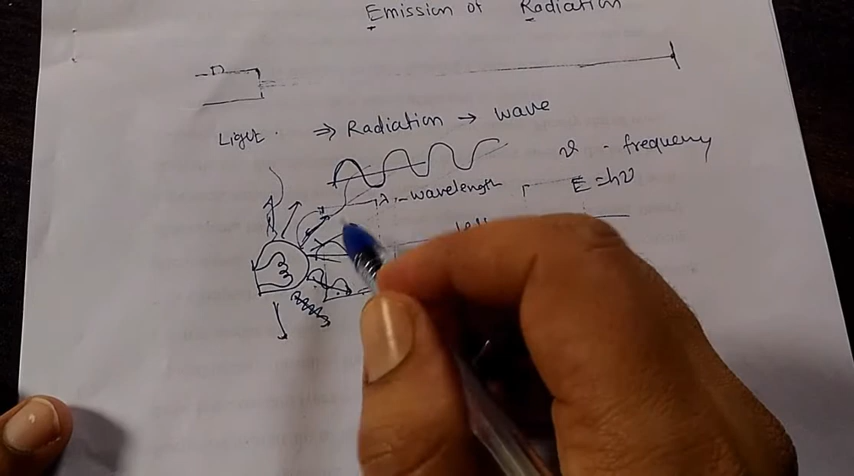 Emission of Radiation
Light. ⇒ Radiation → wave
ν - frequency
λ - wavelength
E = hν